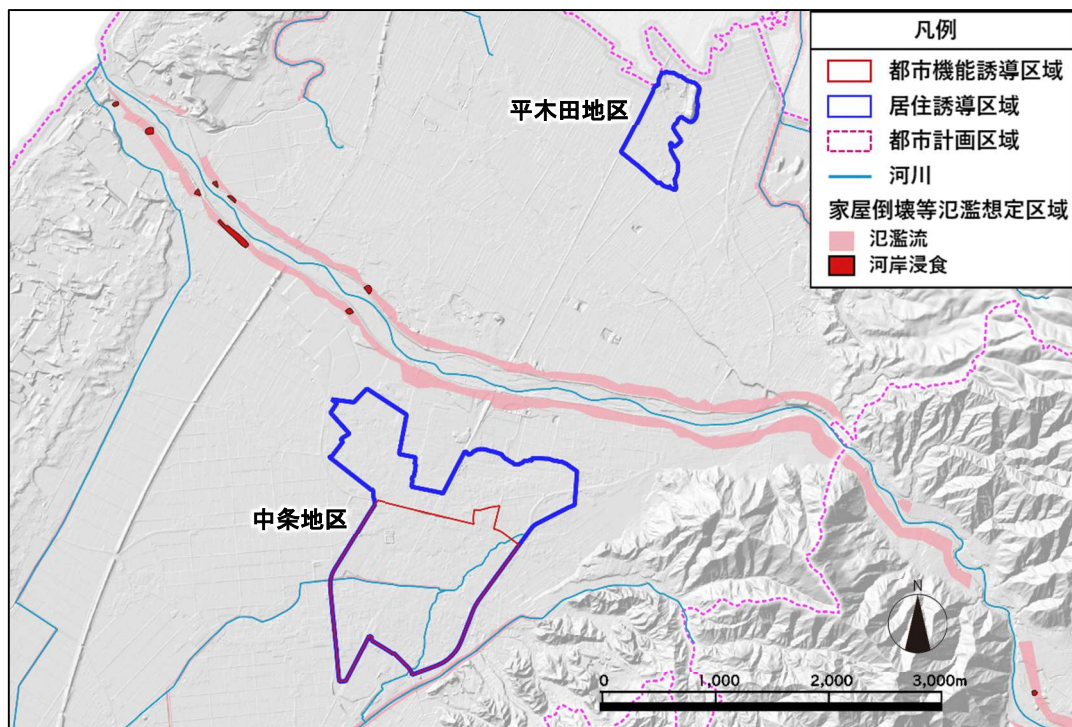 凡例
都市機能誘導区域
居住誘導区域
都市計画区域
河川
家屋倒壊等氾濫想定区域
氾濫流
河岸浸食
平木田地区
中条地区
N
0 1,000 2,000 3,000m